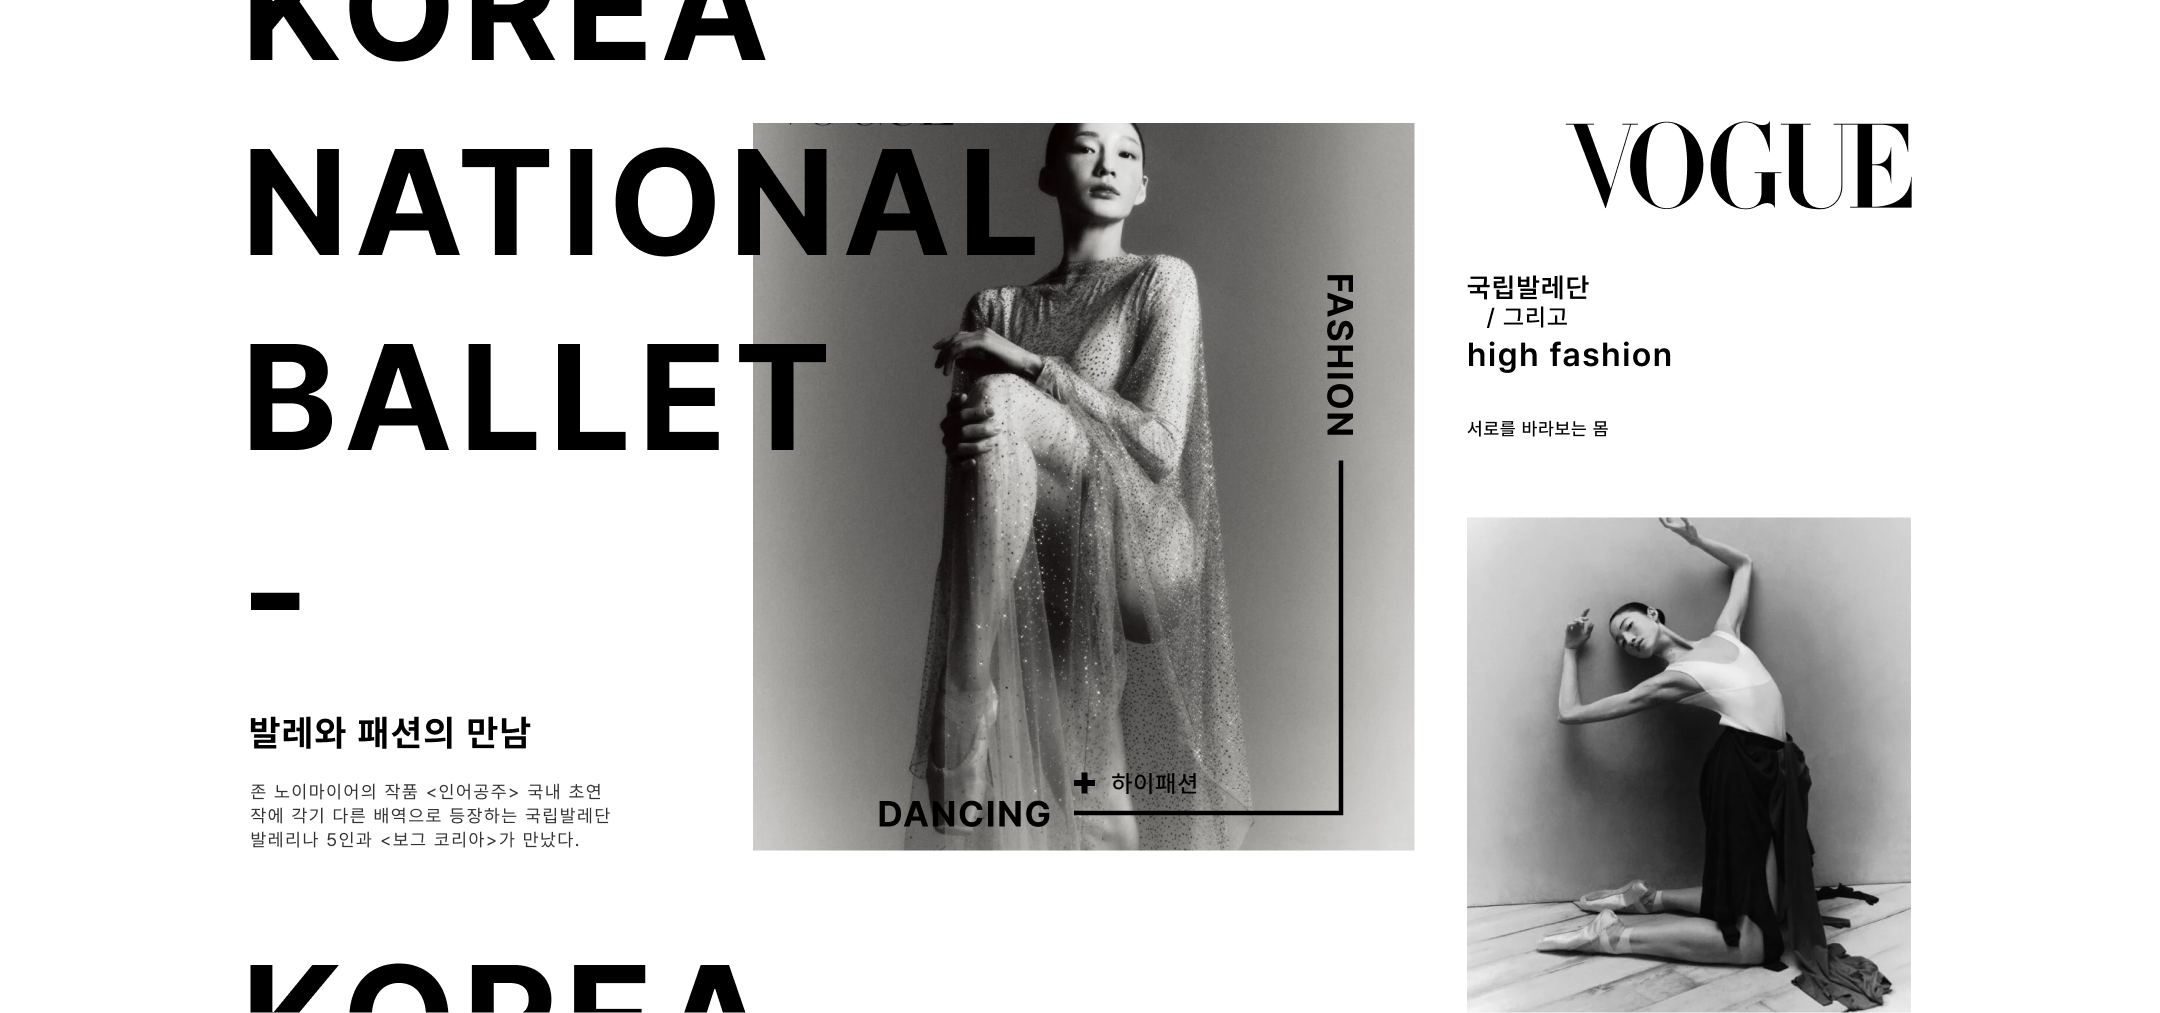 KOREA
NATIONAL
BALLET
발레와 패션의 만남
존 노이마이어의 작품 <인어공주> 국내 초연
작에 각기 다른 배역으로 등장하는 국립발레단
발레리나 5인과 <보그 코리아>가 만났다.
KOREA
VOGUE
FASHION
+ 하이패션
DANCING
VOGUE
국립발레단
/ 그리고
high fashion
서로를 바라보는 몸